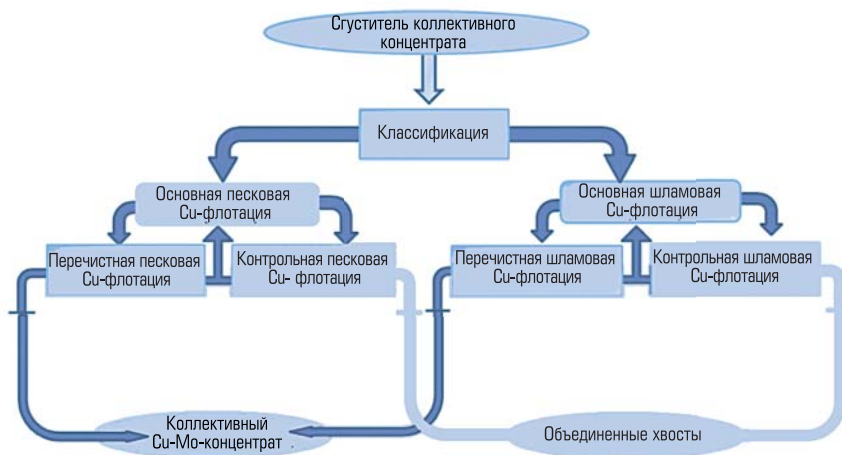 Сгуститель коллективного
концентрата
Классификация
Основная песковая
Cu-флотация
Основная шламовая
Cu-флотация
Перечистная песковая
Cu-флотация
Контрольная песковая
Cu- флотация
Перечистная шламовая
Cu-флотация
Контрольная шламовая
Cu-флотация
Коллективный
Cu-Mo-концентрат
Объединенные хвосты